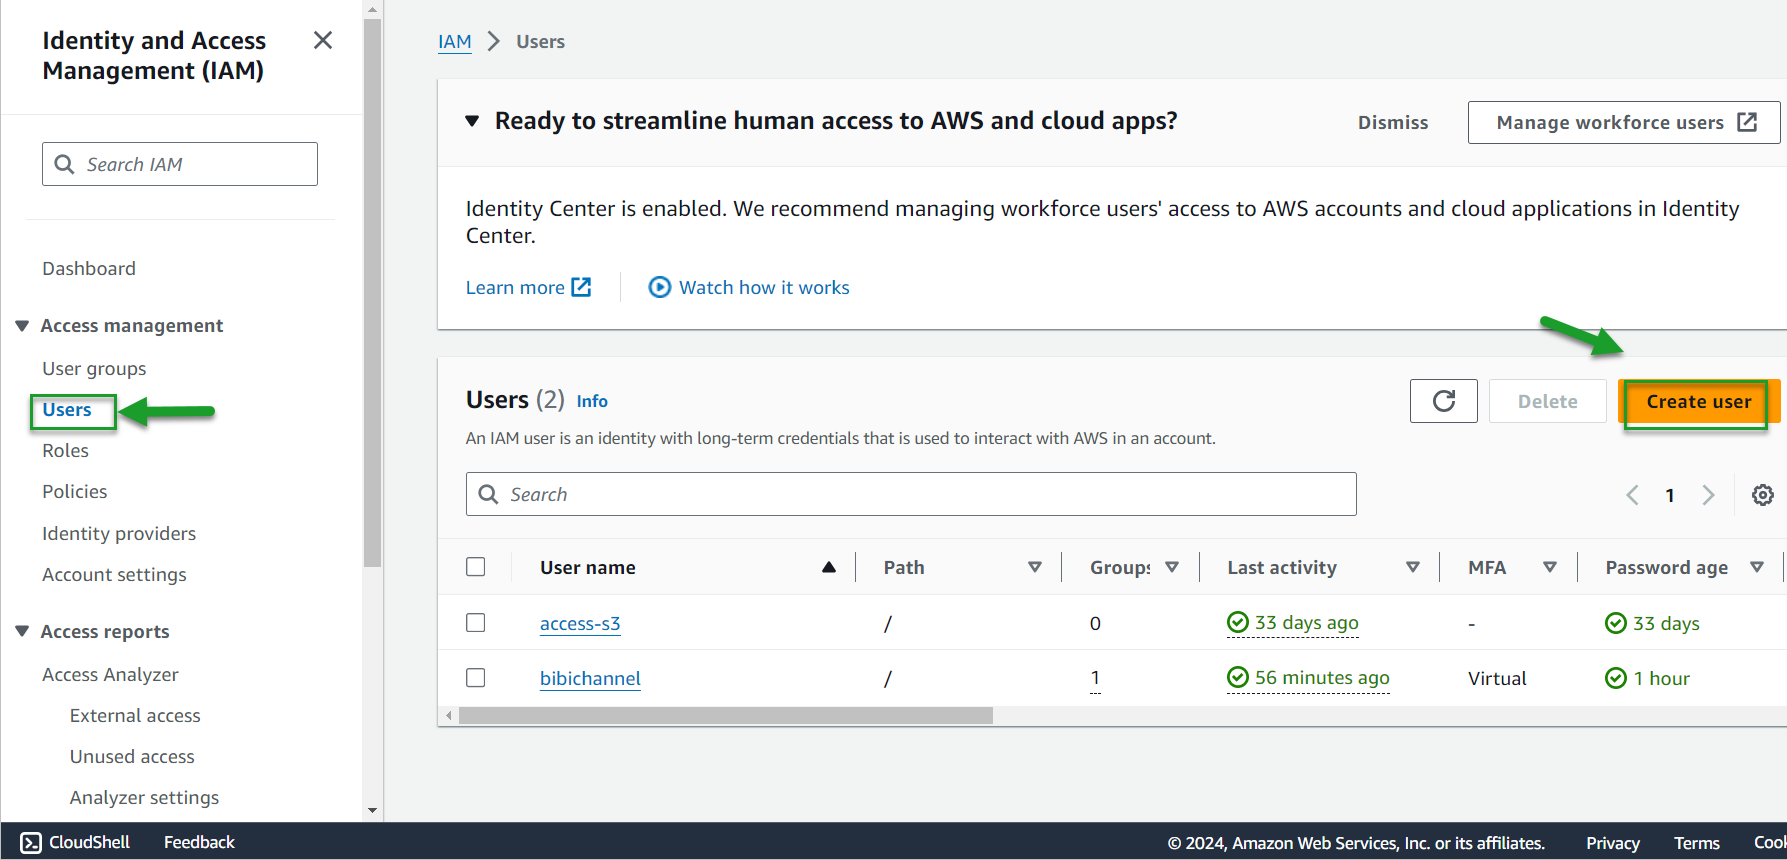 Identity and Access
Management (IAM)
Search IAM
Dashboard
Access management
User groups
Users
Roles
Policies
Identity providers
Account settings
Access reports
Access Analyzer
External access
Unused access
Analyzer settings
IAM Users
Ready to streamline human access to AWS and cloud apps? Dismiss Manage workforce users
Identity Center is enabled. We recommend managing workforce users' access to AWS accounts and cloud applications in Identity
Center.
Learn more Watch how it works
Users (2) Info Delete Create user
An IAM user is an identity with long-term credentials that is used to interact with AWS in an account.
Search 1
User name Path Groups Last activity MFA Password age
access-s3 / 0 33 days ago - 33 days
bibichannel / 1 56 minutes ago Virtual 1 hour
CloudShell Feedback © 2024, Amazon Web Services, Inc. or its affiliates. Privacy Terms